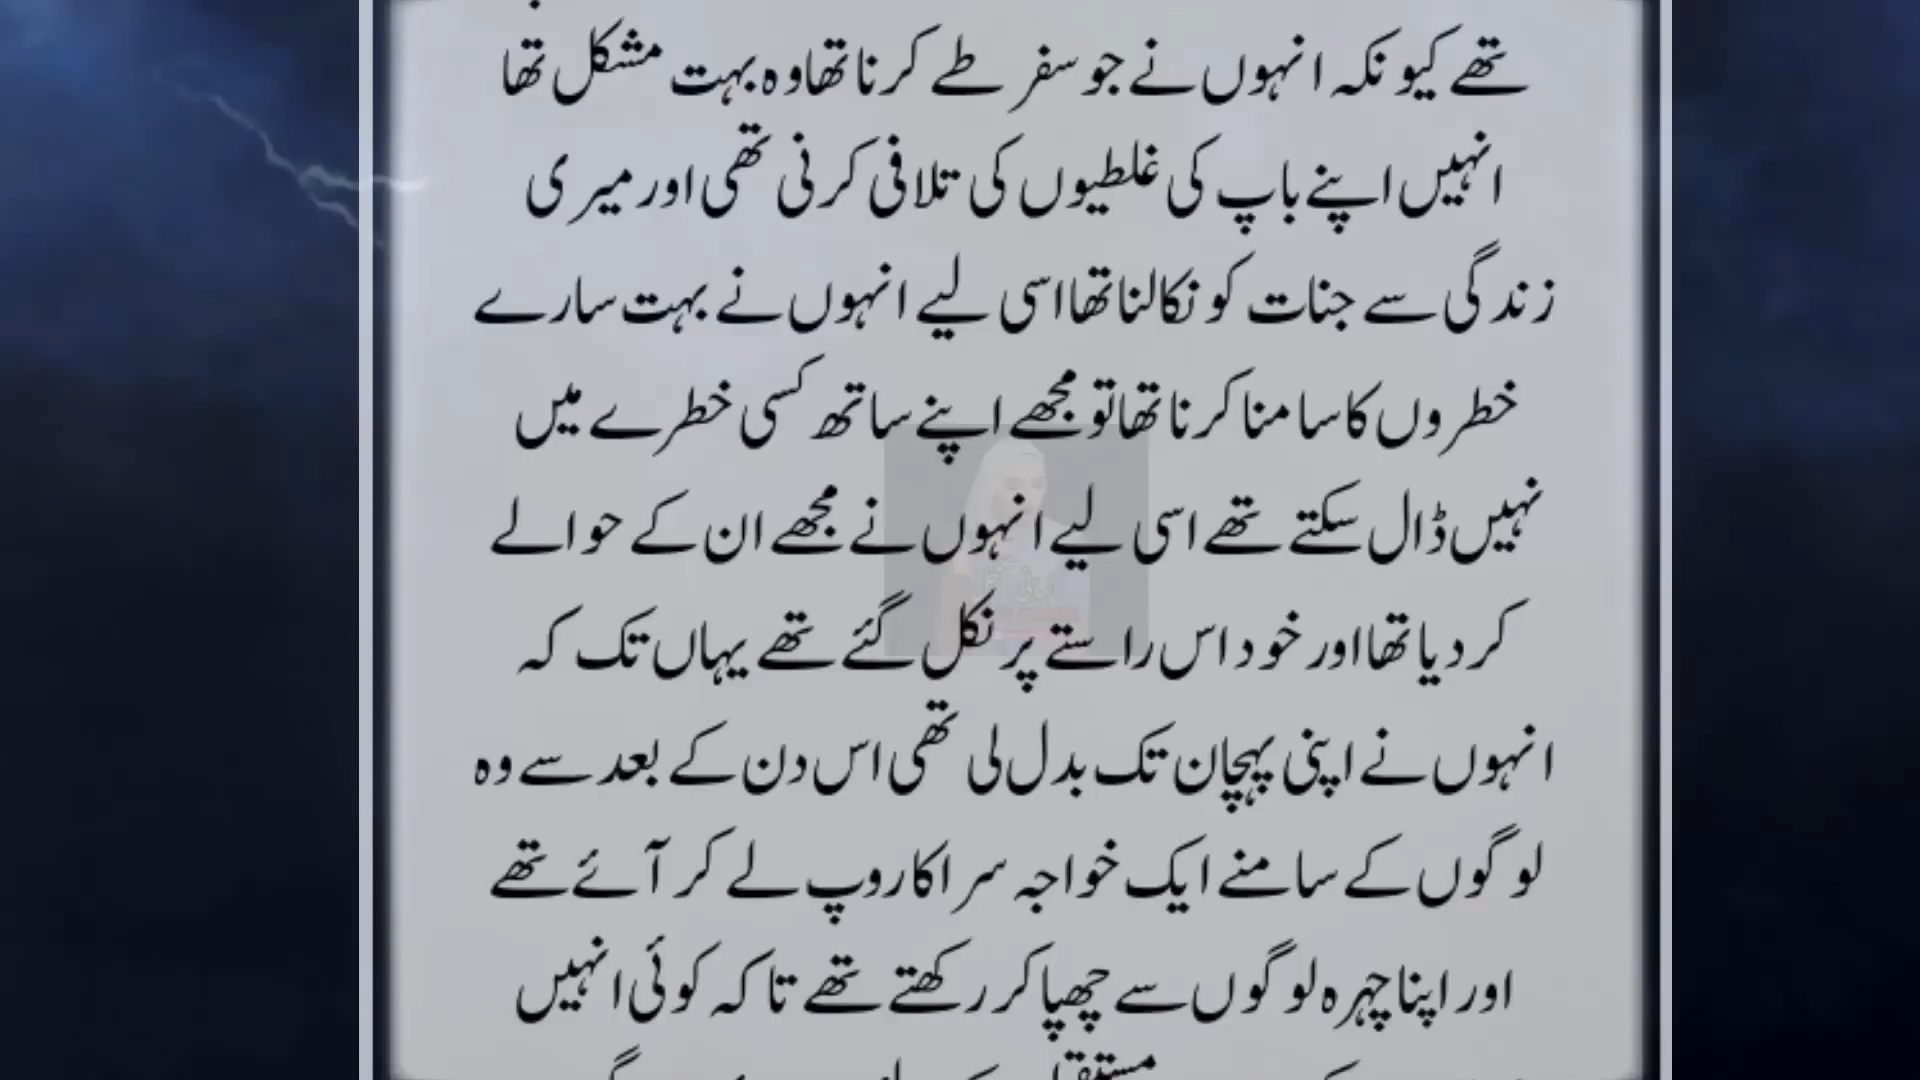 تھے کیونکہ انہوں نے جو سفر طے کرنا تھا وہ بہت مشکل تھا
انہیں اپنے باپ کی غلطیوں کی تلافی کرنی تھی اور میری
زندگی سے جنات کو نکالنا تھا اسی لیے انہوں نے بہت سارے
خطروں کا سامنا کرنا تھا تو مجھے اپنے ساتھ کسی خطرے میں
نہیں ڈال سکتے تھے اسی لیے انہوں نے مجھے ان کے حوالے
کر دیا تھا اور خود اس راستے پر نکل گئے تھے یہاں تک کہ
انہوں نے اپنی پہچان تک بدل لی تھی اس دن کے بعد سے وہ
لوگوں کے سامنے ایک خواجہ سرا کا روپ لے کر آئے تھے
اور اپنا چہرہ لوگوں سے چھپا کر رکھتے تھے تاکہ کوئی انہیں